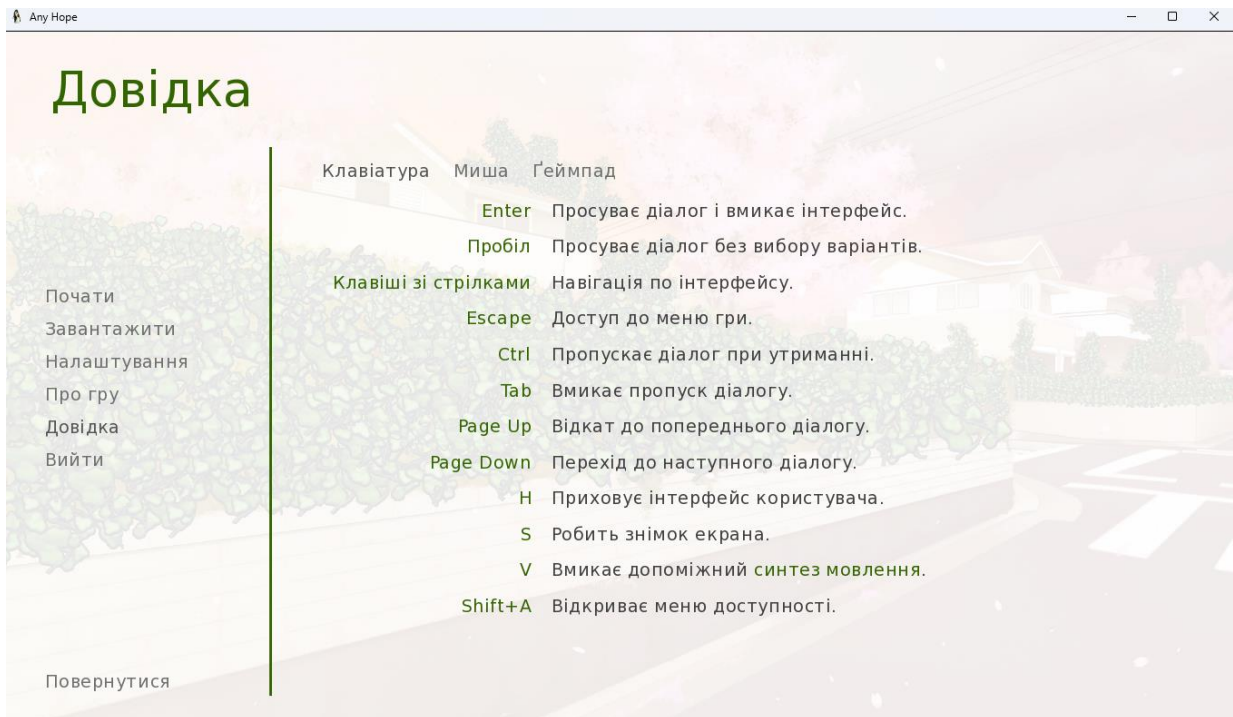 Any Hope
Довідка
Клавіатура Миша Ґеймпад
Enter Просуває діалог і вмикає інтерфейс.
Пробіл Просуває діалог без вибору варіантів.
Клавіші зі стрілками Навігація по інтерфейсу.
Escape Доступ до меню гри.
Ctrl Пропускає діалог при утриманні.
Tab Вмикає пропуск діалогу.
Page Up Відкат до попереднього діалогу.
Page Down Перехід до наступного діалогу.
H Приховує інтерфейс користувача.
S Робить знімок екрана.
V Вмикає допоміжний синтез мовлення.
Shift+A Відкриває меню доступності.
Почати
Завантажити
Налаштування
Про гру
Довідка
Вийти
Повернутися